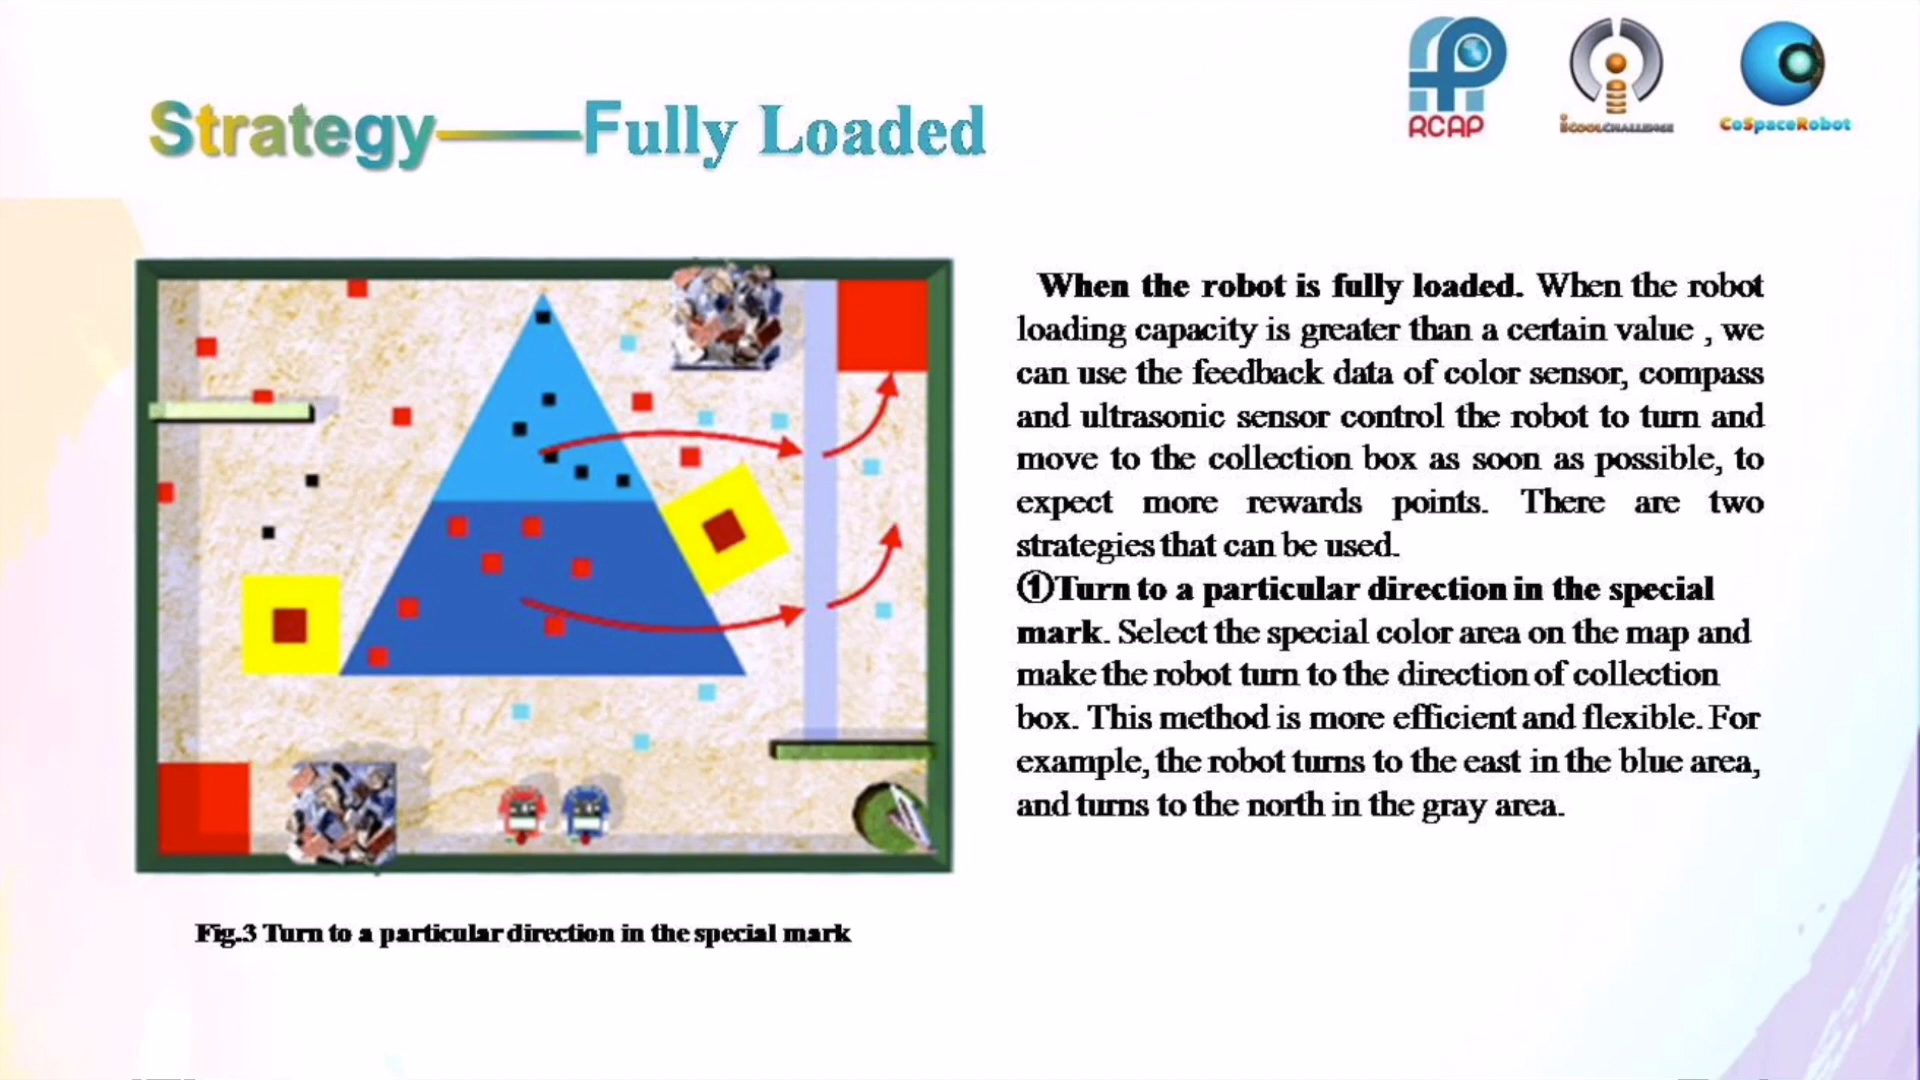 RCAP
iCOOLCHALLENGE
CoSpaceRobot
Strategy——Fully Loaded
When the robot is fully loaded. When the robot
loading capacity is greater than a certain value , we
can use the feedback data of color sensor, compass
and ultrasonic sensor control the robot to turn and
move to the collection box as soon as possible, to
expect more rewards points. There are two
strategies that can be used.
①Turn to a particular direction in the special
mark. Select the special color area on the map and
make the robot turn to the direction of collection
box. This method is more efficient and flexible. For
example, the robot turns to the east in the blue area,
and turns to the north in the gray area.
Fig.3 Turn to a particular direction in the special mark